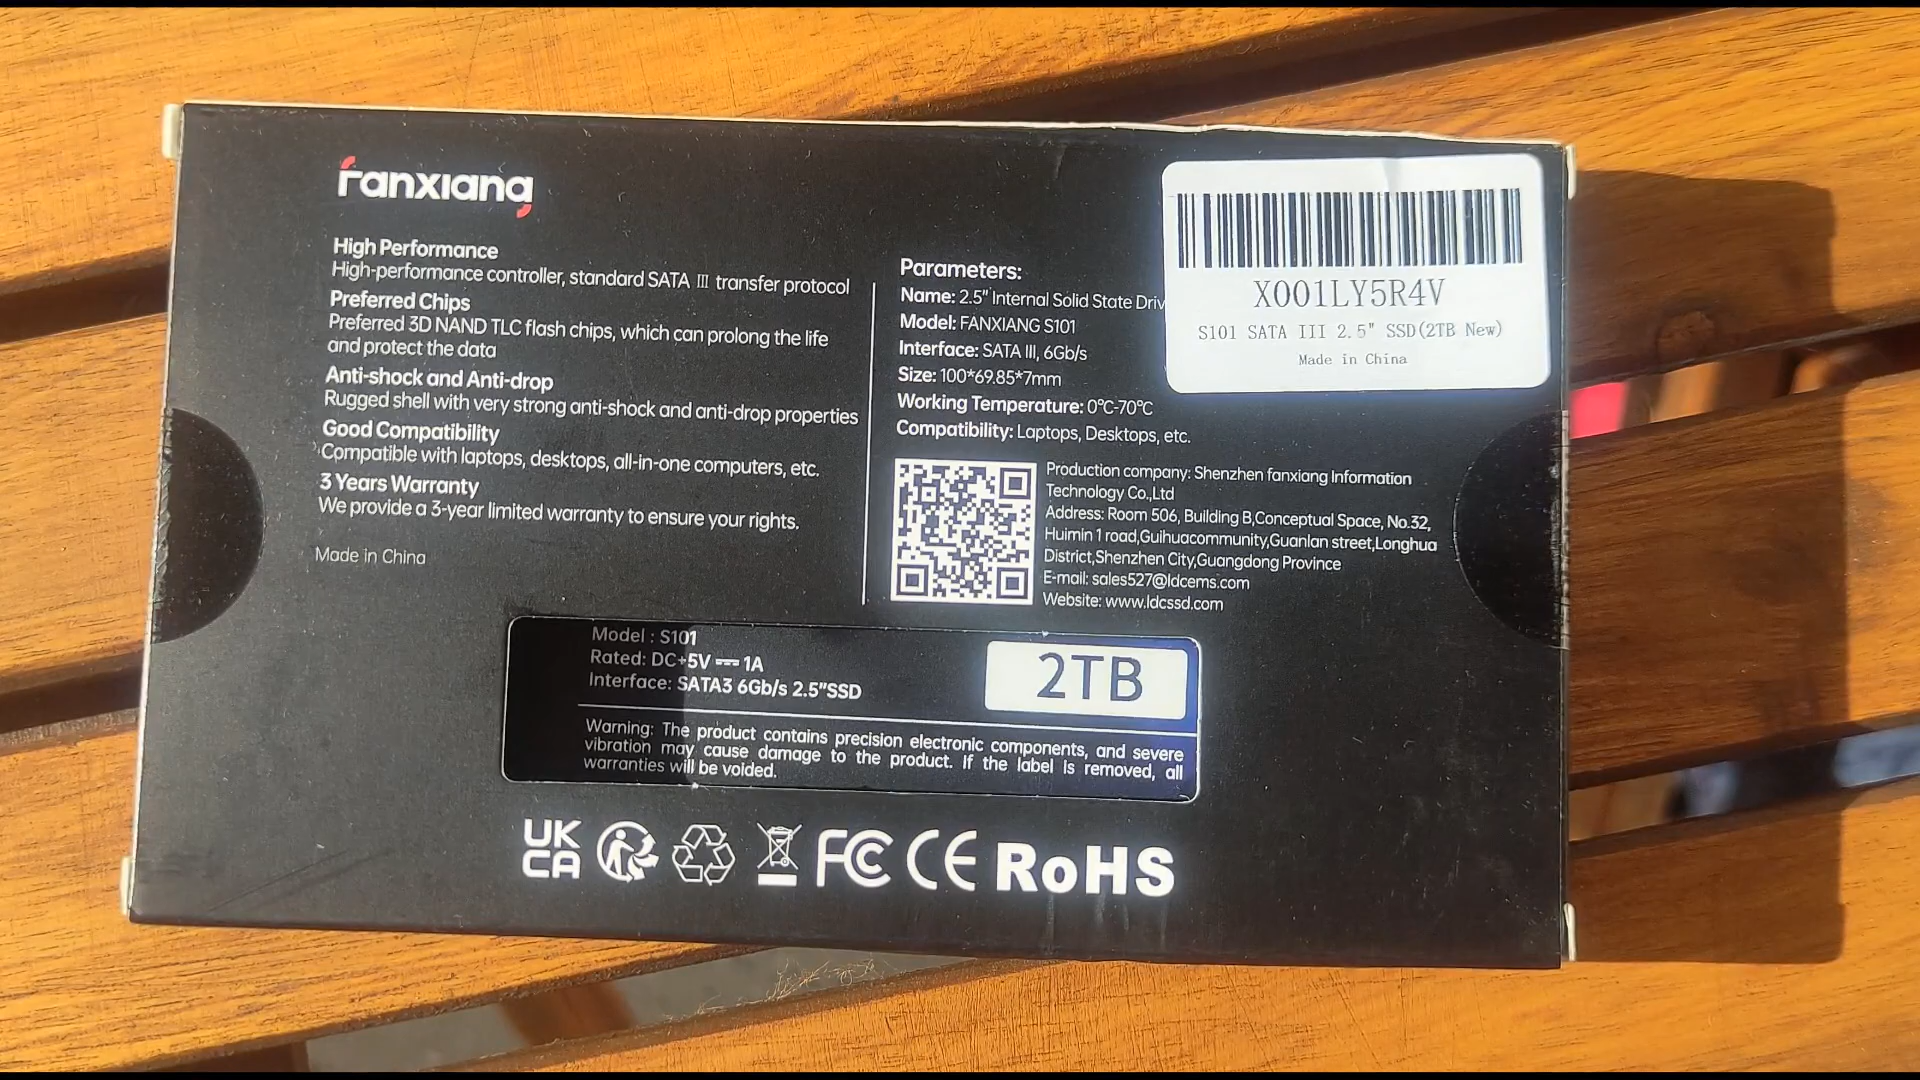 fanxiang
High Performance
High-performance controller, standard SATA III transfer protocol
Preferred Chips
Preferred 3D NAND TLC flash chips, which can prolong the life
and protect the data
Anti-shock and Anti-drop
Rugged shell with very strong anti-shock and anti-drop properties
Good Compatibility
Compatible with laptops, desktops, all-in-one computers, etc.
3 Years Warranty
We provide a 3-year limited warranty to ensure your rights.
Made in China
Parameters:
Name: 2.5" Internal Solid State Driv
Model: FANXIANG S101
Interface: SATA III, 6Gb/s
Size: 100*69.85*7mm
Working Temperature: 0℃-70℃
Compatibility: Laptops, Desktops, etc.
X001LY5R4V
S101 SATA III 2.5" SSD(2TB New)
Made in China
Production company: Shenzhen fanxiang Information
Technology Co.,Ltd
Address: Room 506, Building B,Conceptual Space, No.32,
Huimin 1 road,Guihuacommunity,Guanlan street,Longhua
District,Shenzhen City,Guangdong Province
E-mail: sales527@ldcems.com
Website: www.ldcssd.com
Model : S101
Rated: DC+5V ⎓ 1A
Interface: SATA3 6Gb/s 2.5"SSD
2TB
Warning: The product contains precision electronic components, and severe
vibration may cause damage to the product. If the label is removed, all
warranties will be voided.
UK
CA
FC CE RoHS